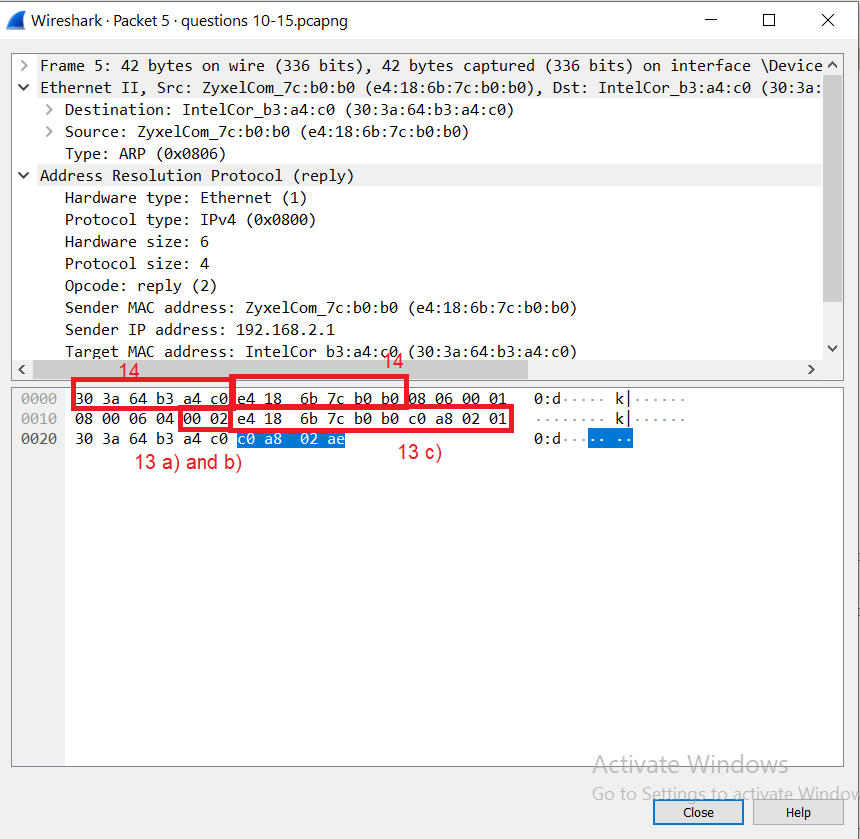 Wireshark · Packet 5 · questions 10-15.pcapng
Frame 5: 42 bytes on wire (336 bits), 42 bytes captured (336 bits) on interface \Device
Ethernet II, Src: ZyxelCom_7c:b0:b0 (e4:18:6b:7c:b0:b0), Dst: IntelCor_b3:a4:c0 (30:3a:
Destination: IntelCor_b3:a4:c0 (30:3a:64:b3:a4:c0)
Source: ZyxelCom_7c:b0:b0 (e4:18:6b:7c:b0:b0)
Type: ARP (0x0806)
Address Resolution Protocol (reply)
Hardware type: Ethernet (1)
Protocol type: IPv4 (0x0800)
Hardware size: 6
Protocol size: 4
Opcode: reply (2)
Sender MAC address: ZyxelCom_7c:b0:b0 (e4:18:6b:7c:b0:b0)
Sender IP address: 192.168.2.1
Target MAC address: IntelCor_b3:a4:c0 (30:3a:64:b3:a4:c0)
14 14
0000 30 3a 64 b3 a4 c0 e4 18 6b 7c b0 b0 08 06 00 01 0:d····· k|······
0010 08 00 06 04 00 02 e4 18 6b 7c b0 b0 c0 a8 02 01 ········ k|······
0020 30 3a 64 b3 a4 c0 c0 a8 02 ae 0:d····· ··
13 a) and b) 13 c)
Activate Windows
Go to Settings to activate Window
Close Help